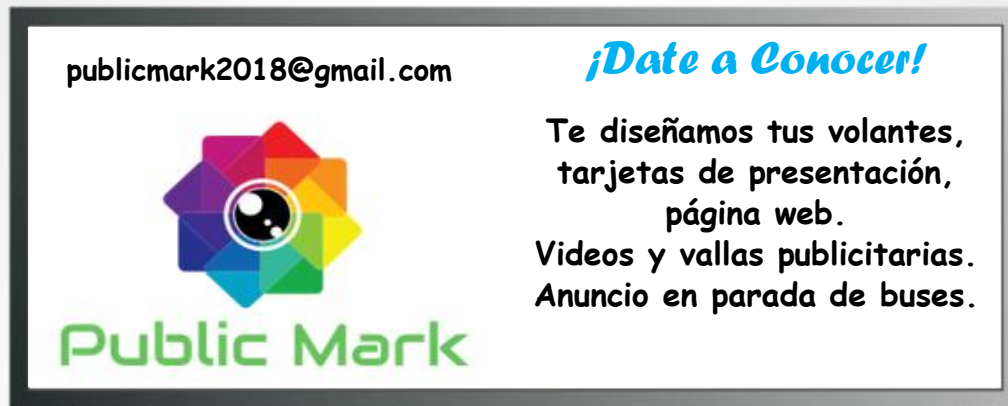 publicmark2018@gmail.com
Public Mark
¡Date a Conocer!
Te diseñamos tus volantes,
tarjetas de presentación,
página web.
Videos y vallas publicitarias.
Anuncio en parada de buses.